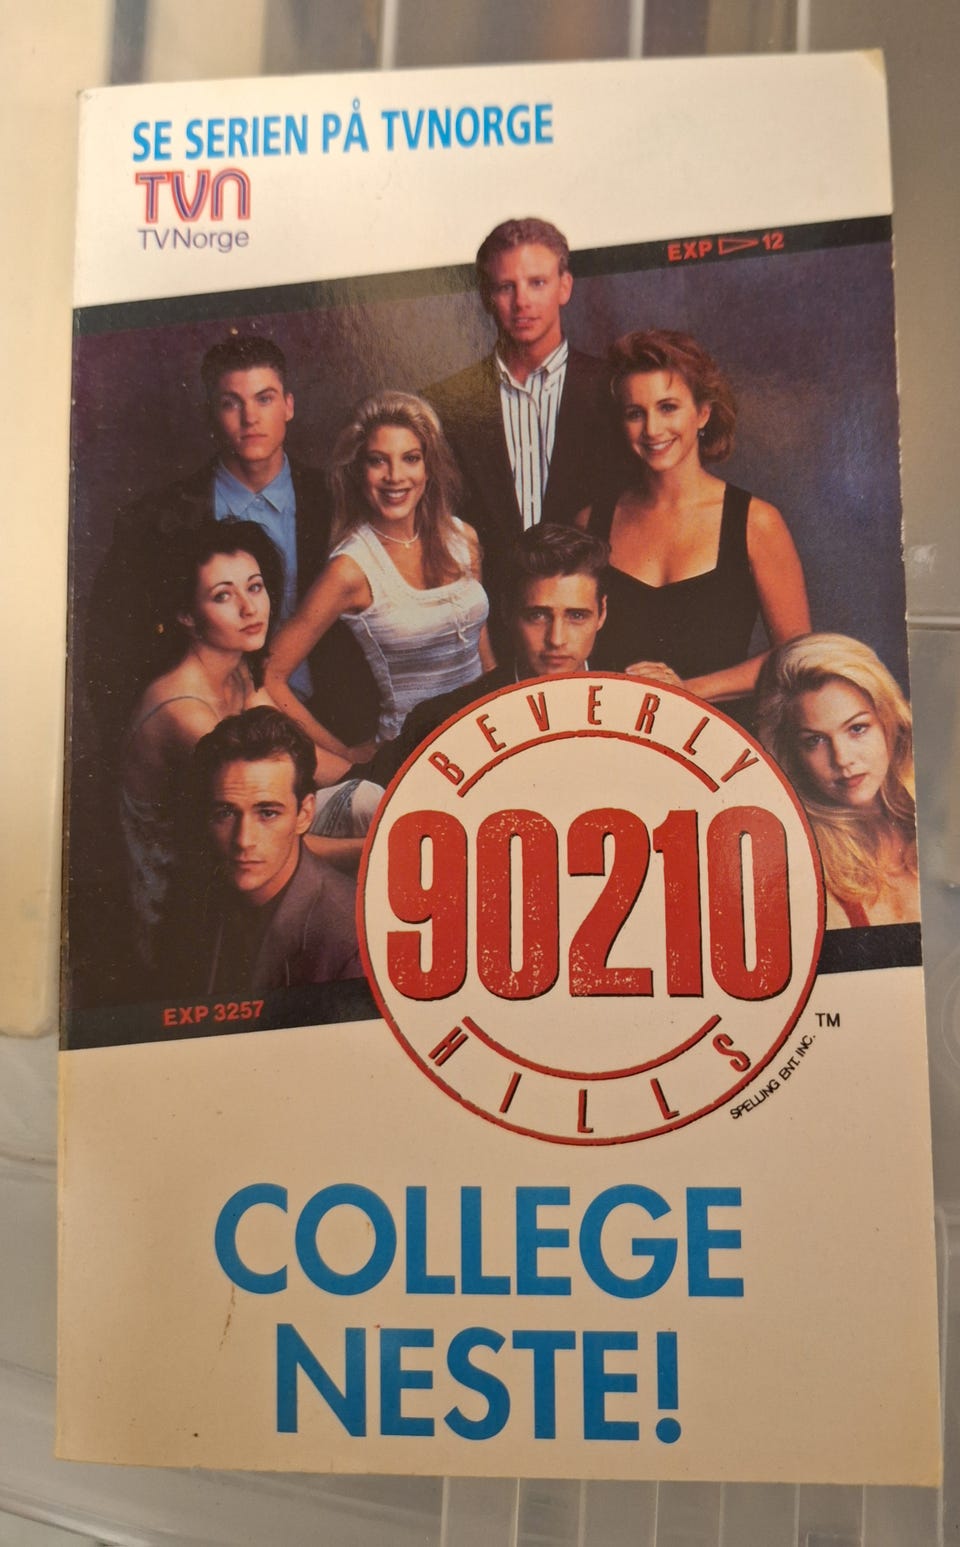 SE SERIEN PÅ TVNORGE
TVN
TVNorge
EXP 12
BEVERLY
90210
HILLS
TM
SPELLING ENT. INC.
EXP 3257
COLLEGE
NESTE!